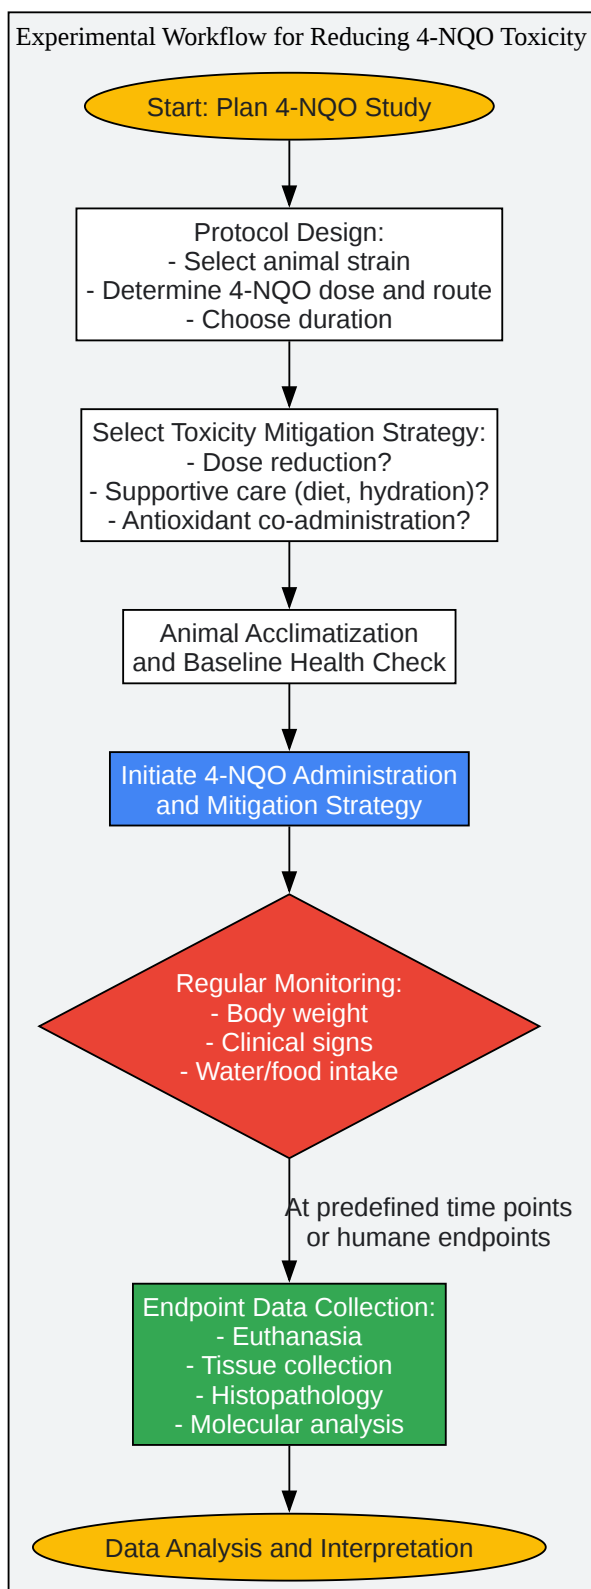 Experimental Workflow for Reducing 4-NQO Toxicity
Start: Plan 4-NQO Study
Protocol Design:
- Select animal strain
- Determine 4-NQO dose and route
- Choose duration
Select Toxicity Mitigation Strategy:
- Dose reduction?
- Supportive care (diet, hydration)?
- Antioxidant co-administration?
Animal Acclimatization
and Baseline Health Check
Initiate 4-NQO Administration
and Mitigation Strategy
Regular Monitoring:
- Body weight
- Clinical signs
- Water/food intake
At predefined time points
or humane endpoints
Endpoint Data Collection:
- Euthanasia
- Tissue collection
- Histopathology
- Molecular analysis
Data Analysis and Interpretation